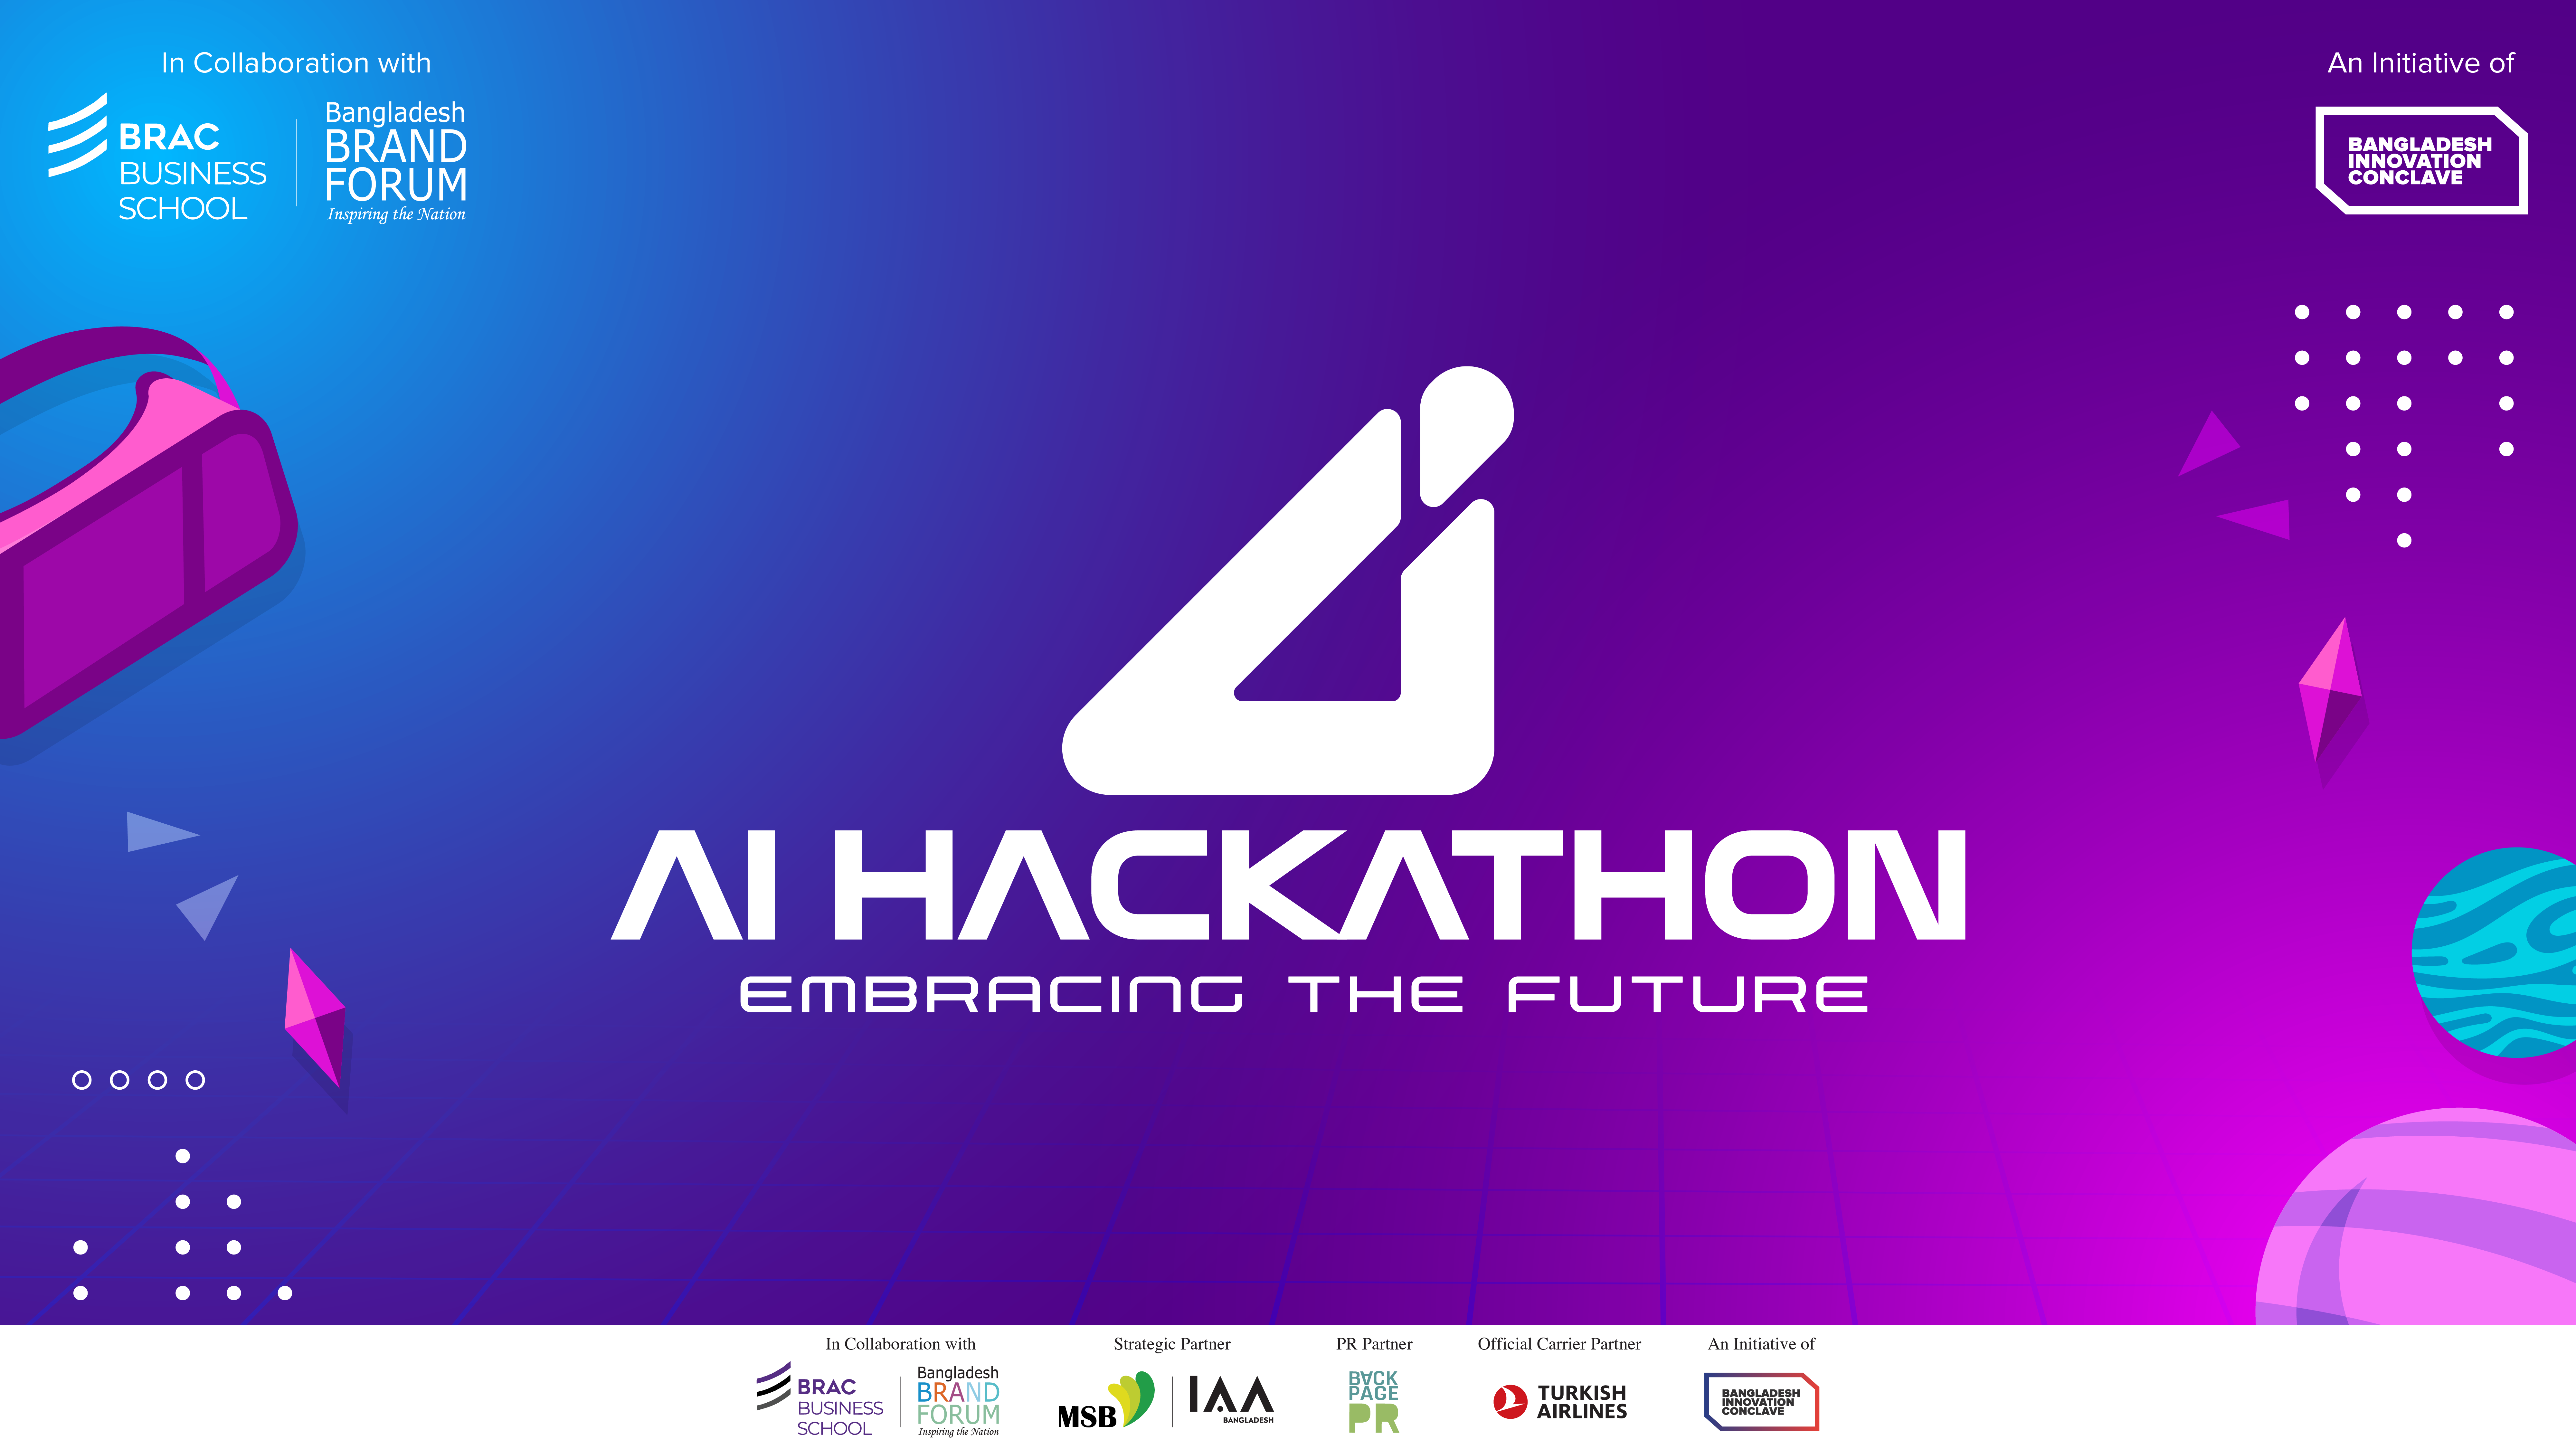 In Collaboration with
BRAC
BUSINESS
SCHOOL
Bangladesh
BRAND
FORUM
Inspiring the Nation
An Initiative of
BANGLADESH
INNOVATION
CONCLAVE
AI HACKATHON
EMBRACING THE FUTURE
In Collaboration with
BRAC
BUSINESS
SCHOOL
Bangladesh
BRAND
FORUM
Inspiring the Nation
Strategic Partner
MSB
IAA
BANGLADESH
PR Partner
BACK
PAGE
PR
Official Carrier Partner
TURKISH
AIRLINES
An Initiative of
BANGLADESH
INNOVATION
CONCLAVE